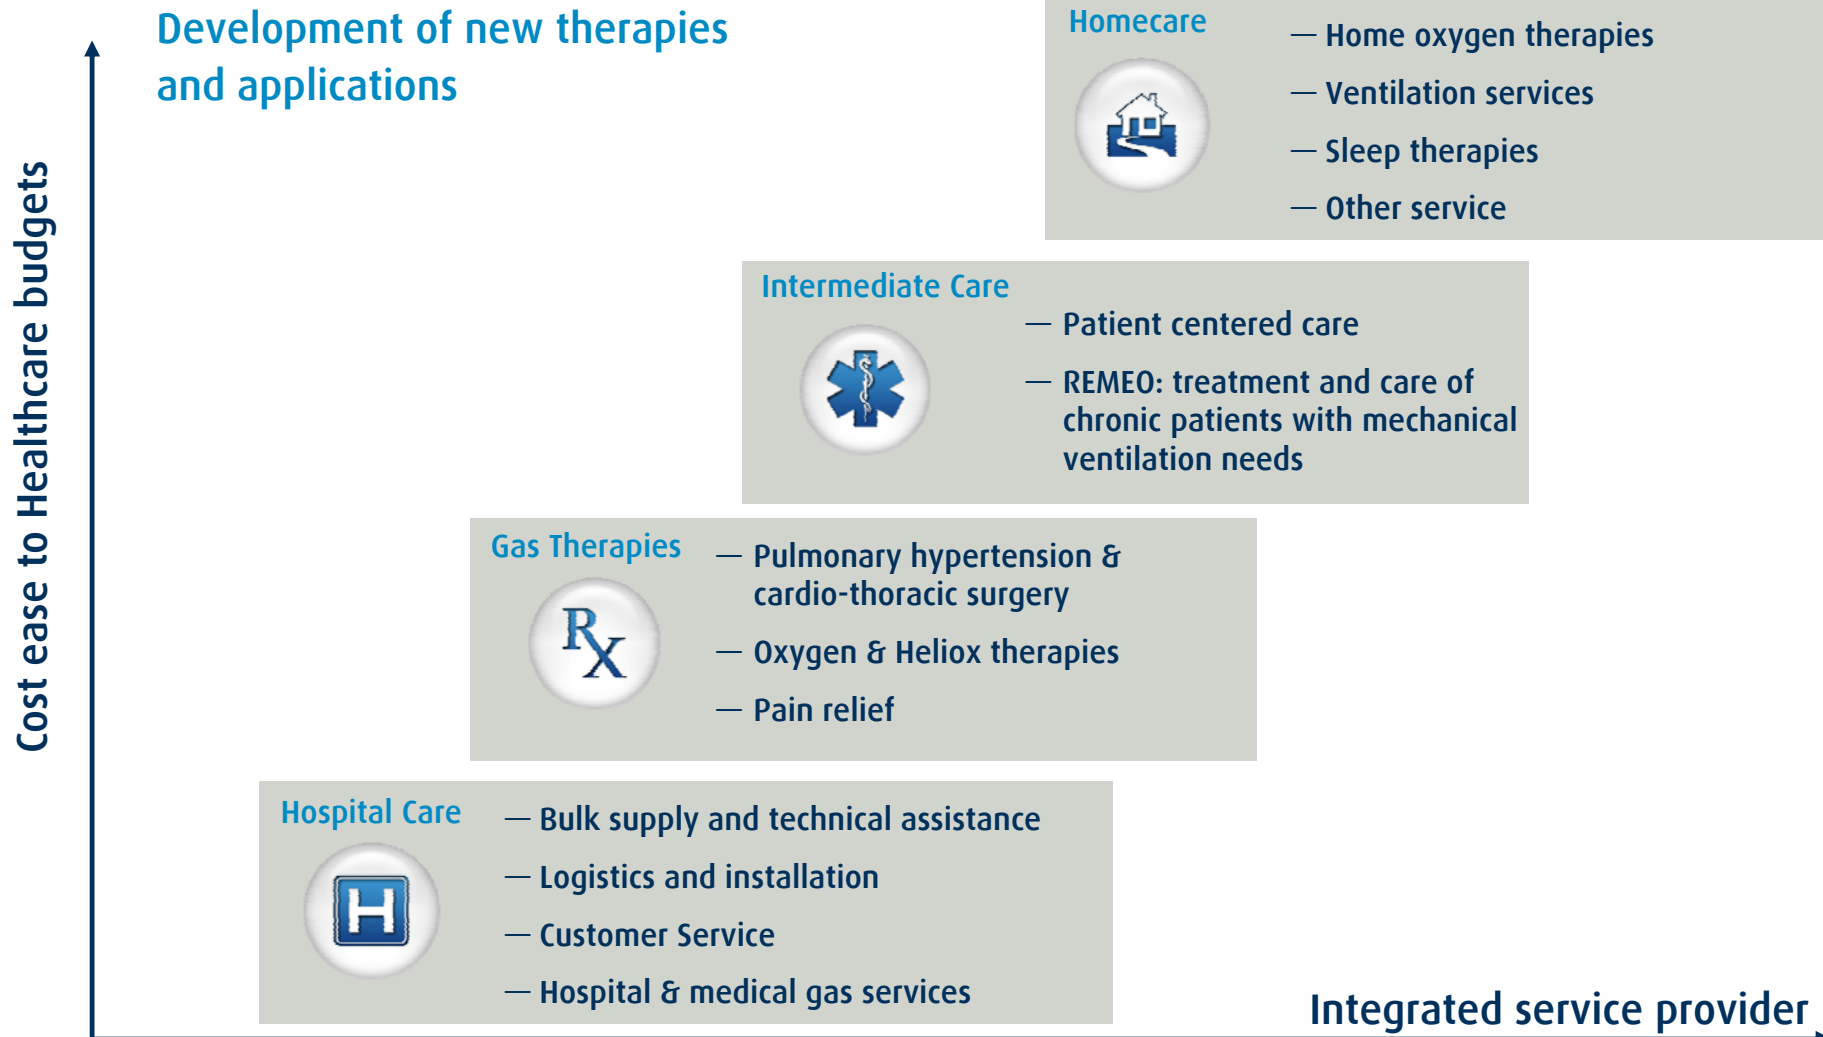 Development of new therapies
and applications
Cost ease to Healthcare budgets
Homecare
— Home oxygen therapies
— Ventilation services
— Sleep therapies
— Other service
Intermediate Care
— Patient centered care
— REMEO: treatment and care of
chronic patients with mechanical
ventilation needs
Gas Therapies
RX
— Pulmonary hypertension &
cardio-thoracic surgery
— Oxygen & Heliox therapies
— Pain relief
Hospital Care
H
— Bulk supply and technical assistance
— Logistics and installation
— Customer Service
— Hospital & medical gas services
Integrated service provider